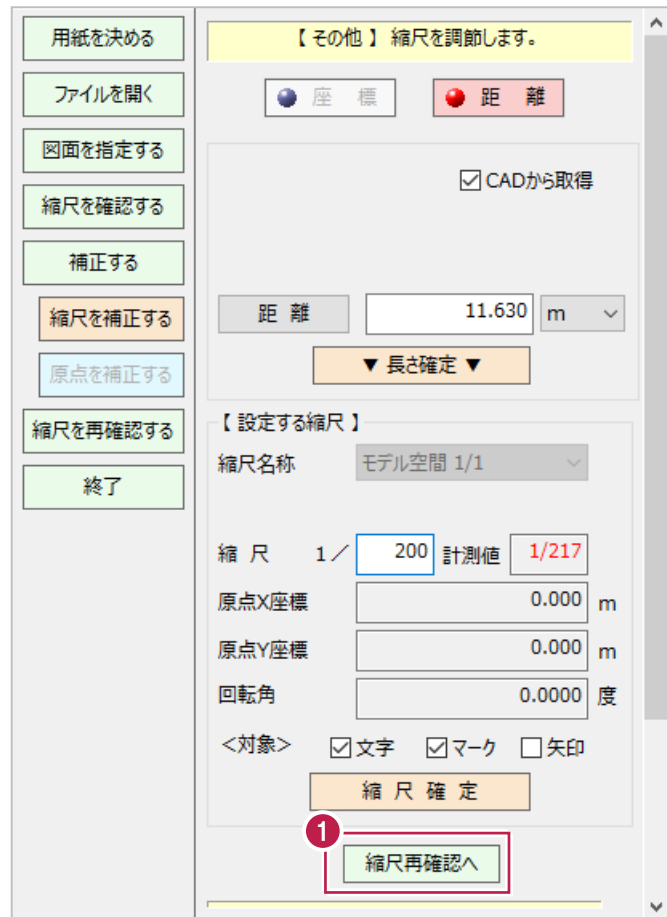 用紙を決める
ファイルを開く
図面を指定する
縮尺を確認する
補正する
縮尺を補正する
原点を補正する
縮尺を再確認する
終了
【 その他 】 縮尺を調節します。
座 標 距 離
CADから取得
距 離 11.630 m
▼ 長さ確定 ▼
【 設定する縮尺 】
縮尺名称 モデル空間 1/1
縮 尺 1／ 200 計測値 1/217
原点X座標 0.000 m
原点Y座標 0.000 m
回転角 0.0000 度
<対象> 文字 マーク 矢印
縮 尺 確 定
1
縮尺再確認へ